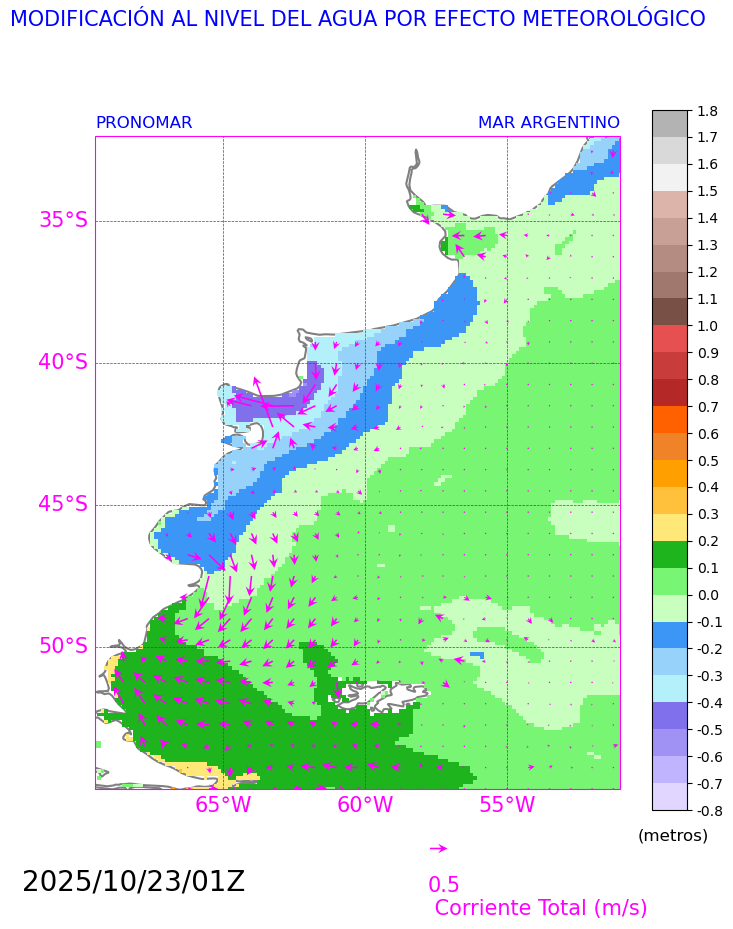 MODIFICACIÓN AL NIVEL DEL AGUA POR EFECTO METEOROLÓGICO
PRONOMAR
MAR ARGENTINO
35°S
40°S
45°S
50°S
65°W
60°W
55°W
1.8
1.7
1.6
1.5
1.4
1.3
1.2
1.1
1.0
0.9
0.8
0.7
0.6
0.5
0.4
0.3
0.2
0.1
0.0
-0.1
-0.2
-0.3
-0.4
-0.5
-0.6
-0.7
-0.8
(metros)
2025/10/23/01Z
0.5
Corriente Total (m/s)